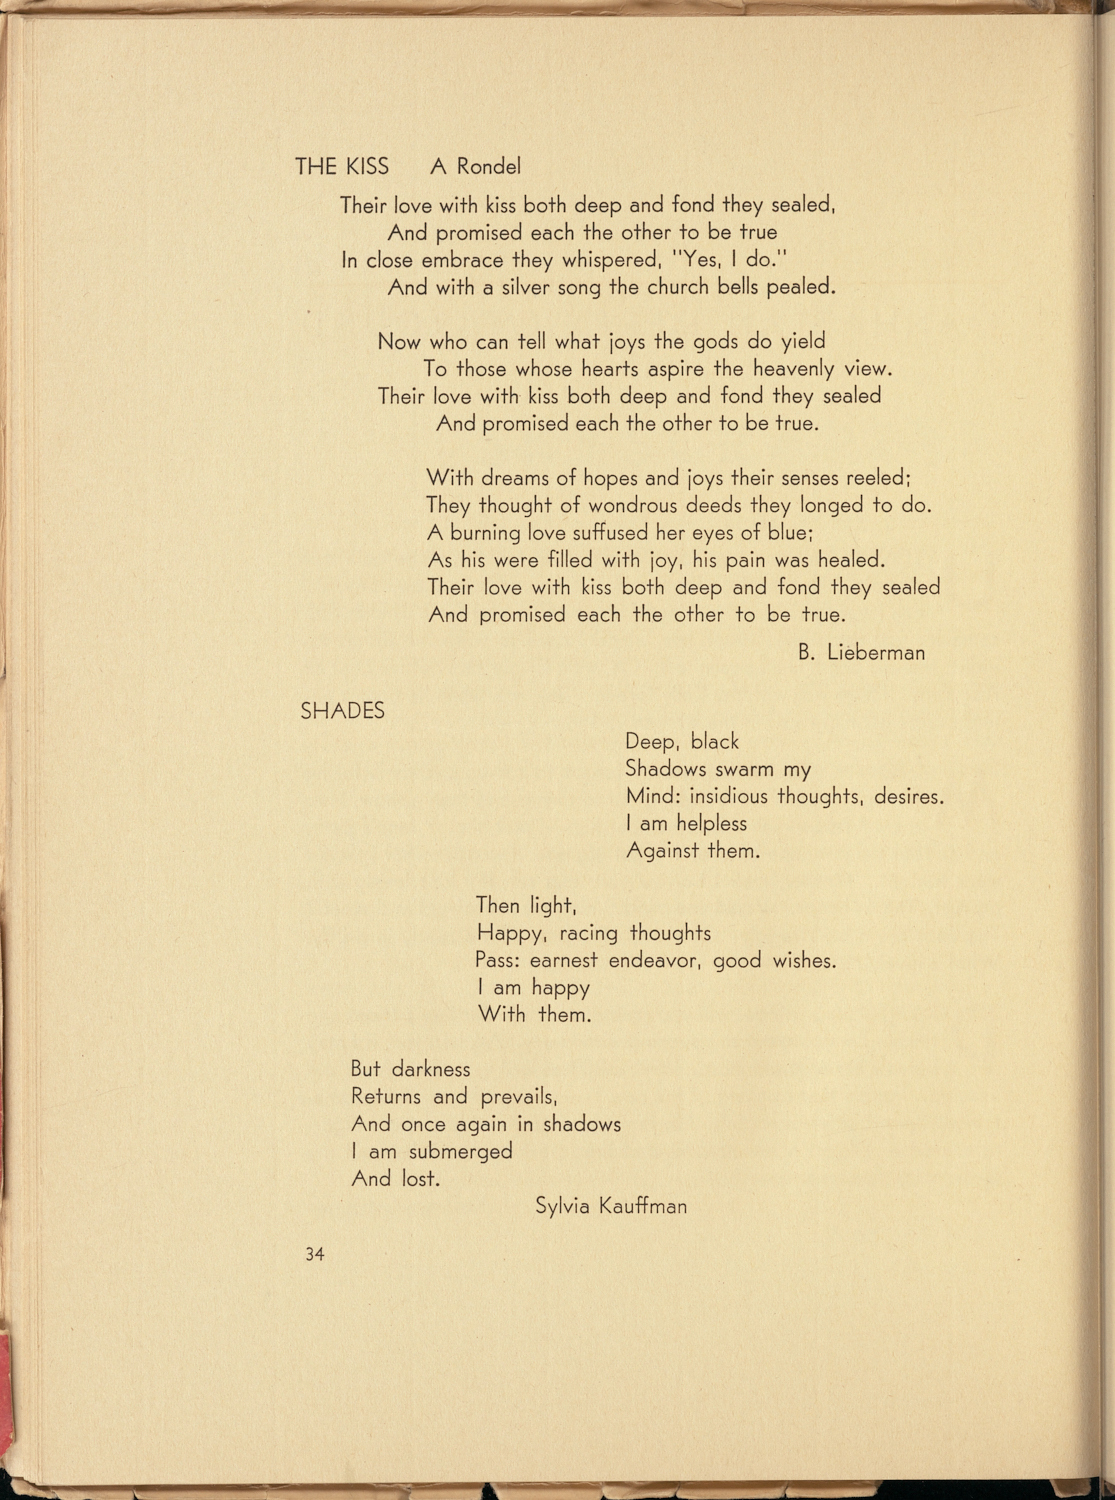 THE KISS A Rondel
Their love with kiss both deep and fond they sealed,
And promised each the other to be true
In close embrace they whispered, "Yes, I do."
And with a silver song the church bells pealed.
Now who can tell what joys the gods do yield
To those whose hearts aspire the heavenly view.
Their love with kiss both deep and fond they sealed
And promised each the other to be true.
With dreams of hopes and joys their senses reeled;
They thought of wondrous deeds they longed to do.
A burning love suffused her eyes of blue;
As his were filled with joy, his pain was healed.
Their love with kiss both deep and fond they sealed
And promised each the other to be true.
B. Lieberman
SHADES
Deep, black
Shadows swarm my
Mind: insidious thoughts, desires.
I am helpless
Against them.
Then light,
Happy, racing thoughts
Pass: earnest endeavor, good wishes.
I am happy
With them.
But darkness
Returns and prevails,
And once again in shadows
I am submerged
And lost.
Sylvia Kauffman
34